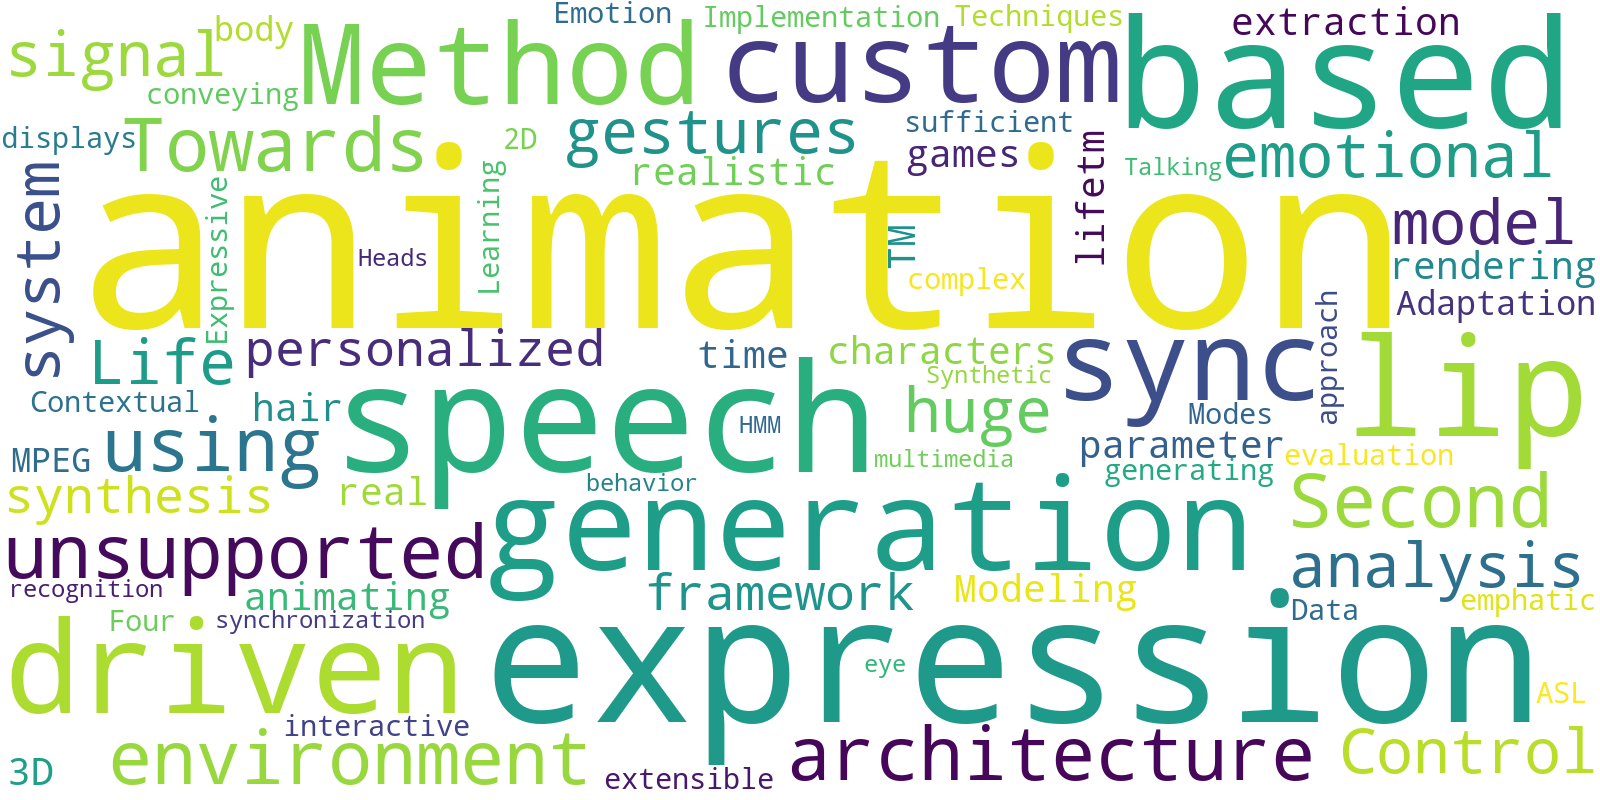 Emotion Implementation Techniques
signal body Method custom based extraction
conveying
displays Towards 2D gestures sufficient emotional
realistic games Talking
animation
system Expressive Heads Learning TM complex lifetm model
rendering
Adaptation
Life personalized time characters sync approach lip
Synthetic
Contextual hair speech HMM huge Modes
MPEG using multimedia parameter evaluation
generating
synthesis real behavior generation Second
unsupported framework Modeling analysis
recognition animating Data emphatic
Four synchronization
driven expression eye ASL
interactive
3D environment extensible architecture Control